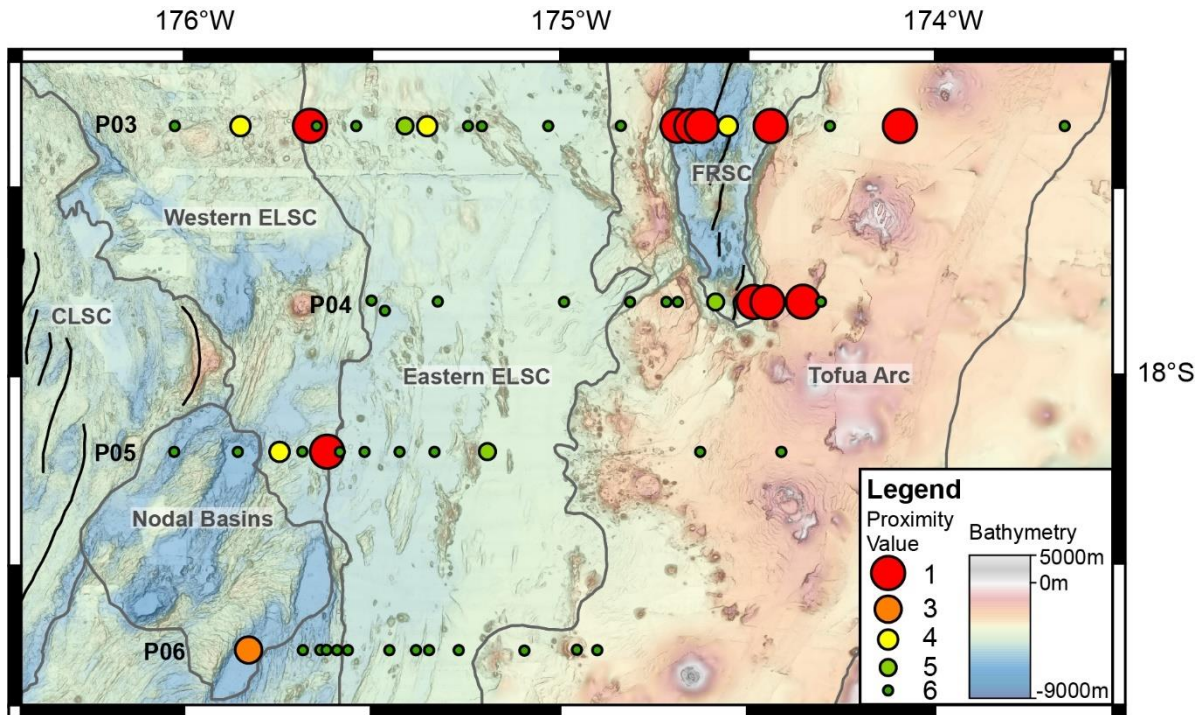 176°W 175°W 174°W
P03
FRSC
Western ELSC
P04
CLSC
Eastern ELSC
Tofua Arc
18°S
P05
Nodal Basins
P06
Legend
Proximity
Value
Bathymetry
1
3
4
5
6
5000m
0m
-9000m